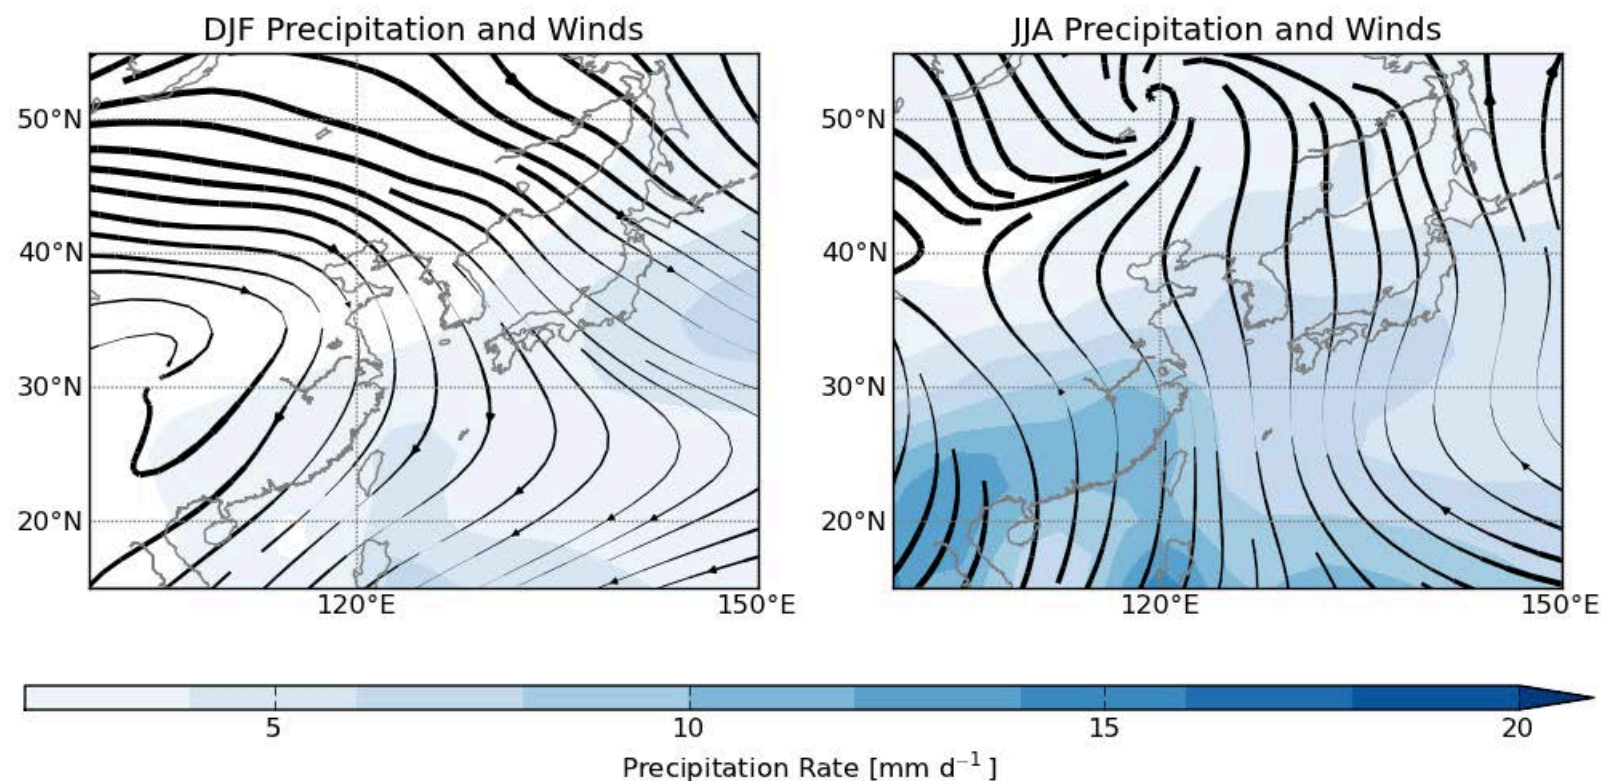 DJF Precipitation and Winds
JJA Precipitation and Winds
50°N
40°N
30°N
20°N
120°E
150°E
50°N
40°N
30°N
20°N
120°E
150°E
5
10
15
20
Precipitation Rate [mm d⁻¹]